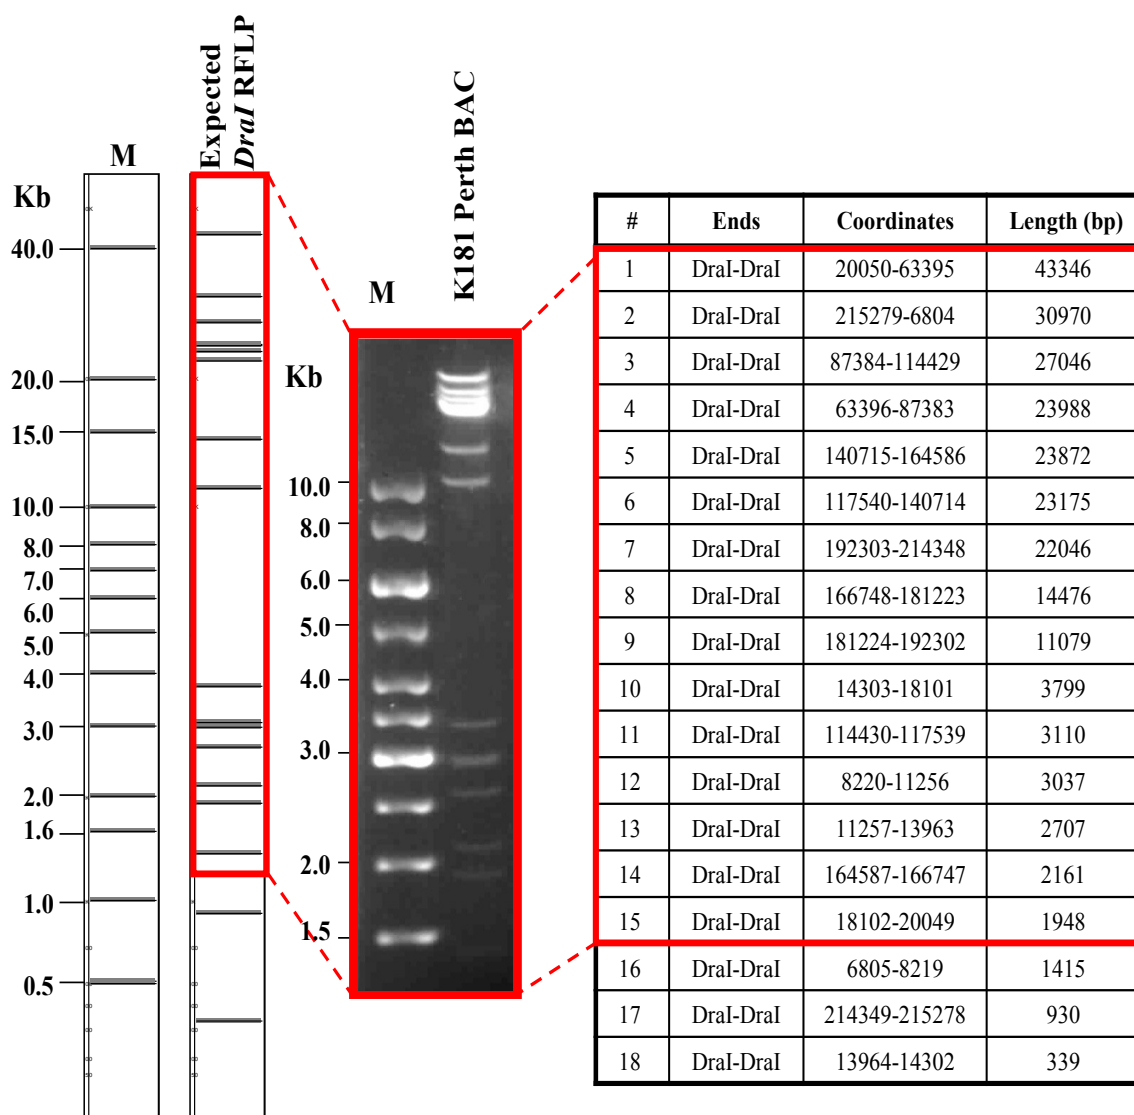 Expected
DraI RFLP
M
Kb
40.0
20.0
15.0
10.0
8.0
7.0
6.0
5.0
4.0
3.0
2.0
1.6
1.0
0.5
K181 Perth BAC
M
Kb
10.0
8.0
6.0
5.0
4.0
3.0
2.0
1.5
# Ends Coordinates Length (bp)
1 DraI-DraI 20050-63395 43346
2 DraI-DraI 215279-6804 30970
3 DraI-DraI 87384-114429 27046
4 DraI-DraI 63396-87383 23988
5 DraI-DraI 140715-164586 23872
6 DraI-DraI 117540-140714 23175
7 DraI-DraI 192303-214348 22046
8 DraI-DraI 166748-181223 14476
9 DraI-DraI 181224-192302 11079
10 DraI-DraI 14303-18101 3799
11 DraI-DraI 114430-117539 3110
12 DraI-DraI 8220-11256 3037
13 DraI-DraI 11257-13963 2707
14 DraI-DraI 164587-166747 2161
15 DraI-DraI 18102-20049 1948
16 DraI-DraI 6805-8219 1415
17 DraI-DraI 214349-215278 930
18 DraI-DraI 13964-14302 339